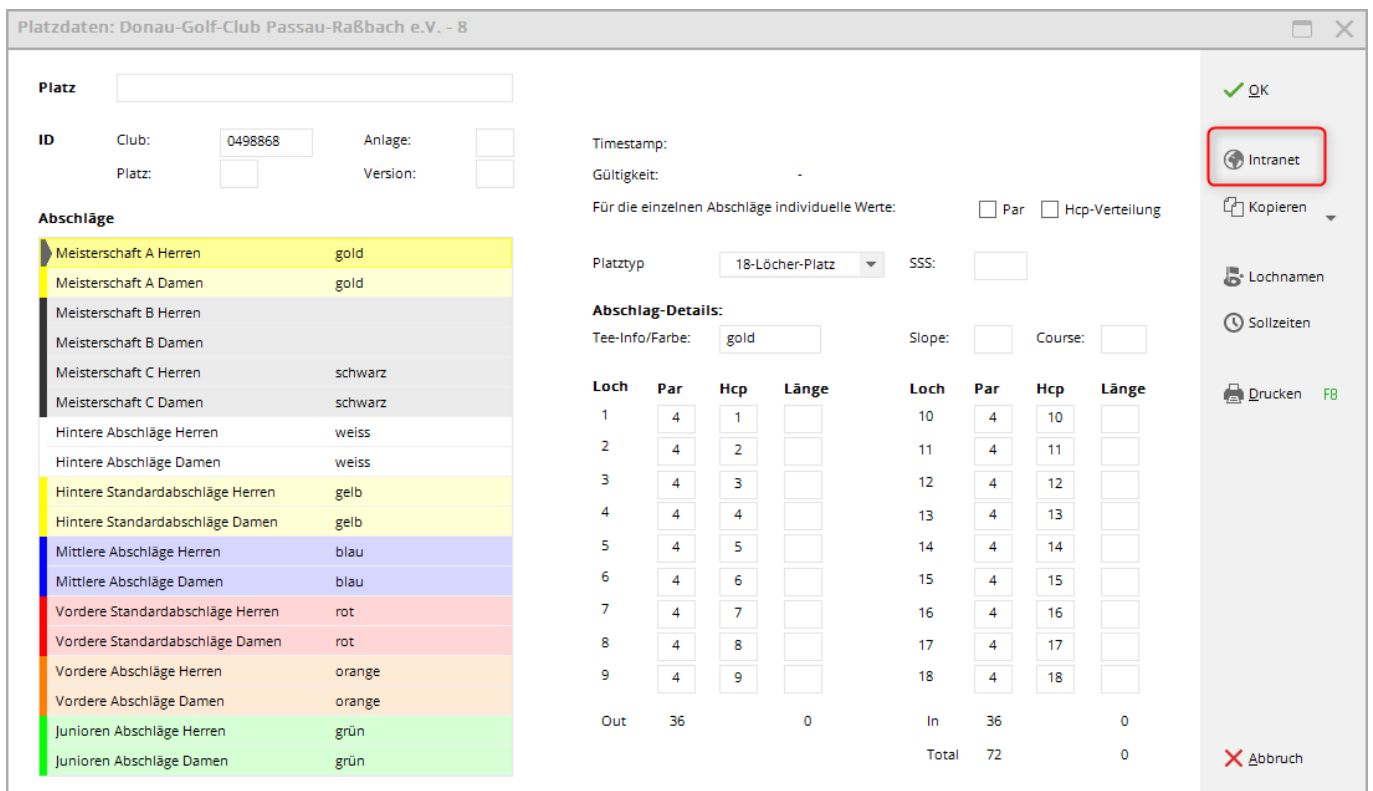 Platzdaten: Donau-Golf-Club Passau-Raßbach e.V. - 8
Platz
ID Club: 0498868 Anlage:
Platz: Version:
Abschläge
Meisterschaft A Herren gold
Meisterschaft A Damen gold
Meisterschaft B Herren
Meisterschaft B Damen
Meisterschaft C Herren schwarz
Meisterschaft C Damen schwarz
Hintere Abschläge Herren weiss
Hintere Abschläge Damen weiss
Hintere Standardabschläge Herren gelb
Hintere Standardabschläge Damen gelb
Mittlere Abschläge Herren blau
Mittlere Abschläge Damen blau
Vordere Standardabschläge Herren rot
Vordere Standardabschläge Damen rot
Vordere Abschläge Herren orange
Vordere Abschläge Damen orange
Junioren Abschläge Herren grün
Junioren Abschläge Damen grün
Timestamp:
Gültigkeit: -
Für die einzelnen Abschläge individuelle Werte: Par Hcp-Verteilung
Platztyp 18-Löcher-Platz SSS:
Abschlag-Details:
Tee-Info/Farbe: gold Slope: Course:
Loch Par Hcp Länge Loch Par Hcp Länge
1 4 1 10 4 10
2 4 2 11 4 11
3 4 3 12 4 12
4 4 4 13 4 13
5 4 5 14 4 14
6 4 6 15 4 15
7 4 7 16 4 16
8 4 8 17 4 17
9 4 9 18 4 18
Out 36 0 In 36 0
Total 72 0
OK
Intranet
Kopieren
Lochnamen
Sollzeiten
Drucken F8
Abbruch